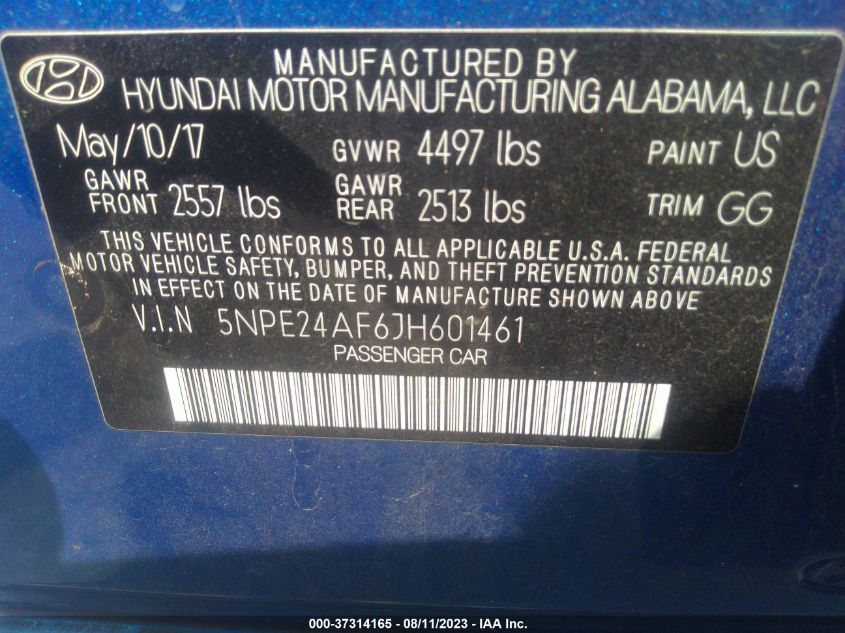 MANUFACTURED BY
HYUNDAI MOTOR MANUFACTURING ALABAMA, LLC
May/10/17 GVWR 4497 lbs PAINT US
GAWR FRONT 2557 lbs GAWR REAR 2513 lbs TRIM GG
THIS VEHICLE CONFORMS TO ALL APPLICABLE U.S.A. FEDERAL
MOTOR VEHICLE SAFETY, BUMPER, AND THEFT PREVENTION STANDARDS
IN EFFECT ON THE DATE OF MANUFACTURE SHOWN ABOVE
V.I.N 5NPE24AF6JH601461
PASSENGER CAR
000-37314165 - 08/11/2023 - IAA Inc.